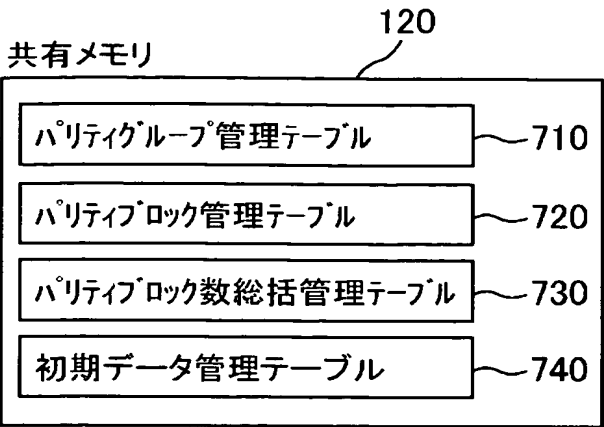 120
共有メモリ
パリティグループ管理テーブル 710
パリティブロック管理テーブル 720
パリティブロック数総括管理テーブル 730
初期データ管理テーブル 740